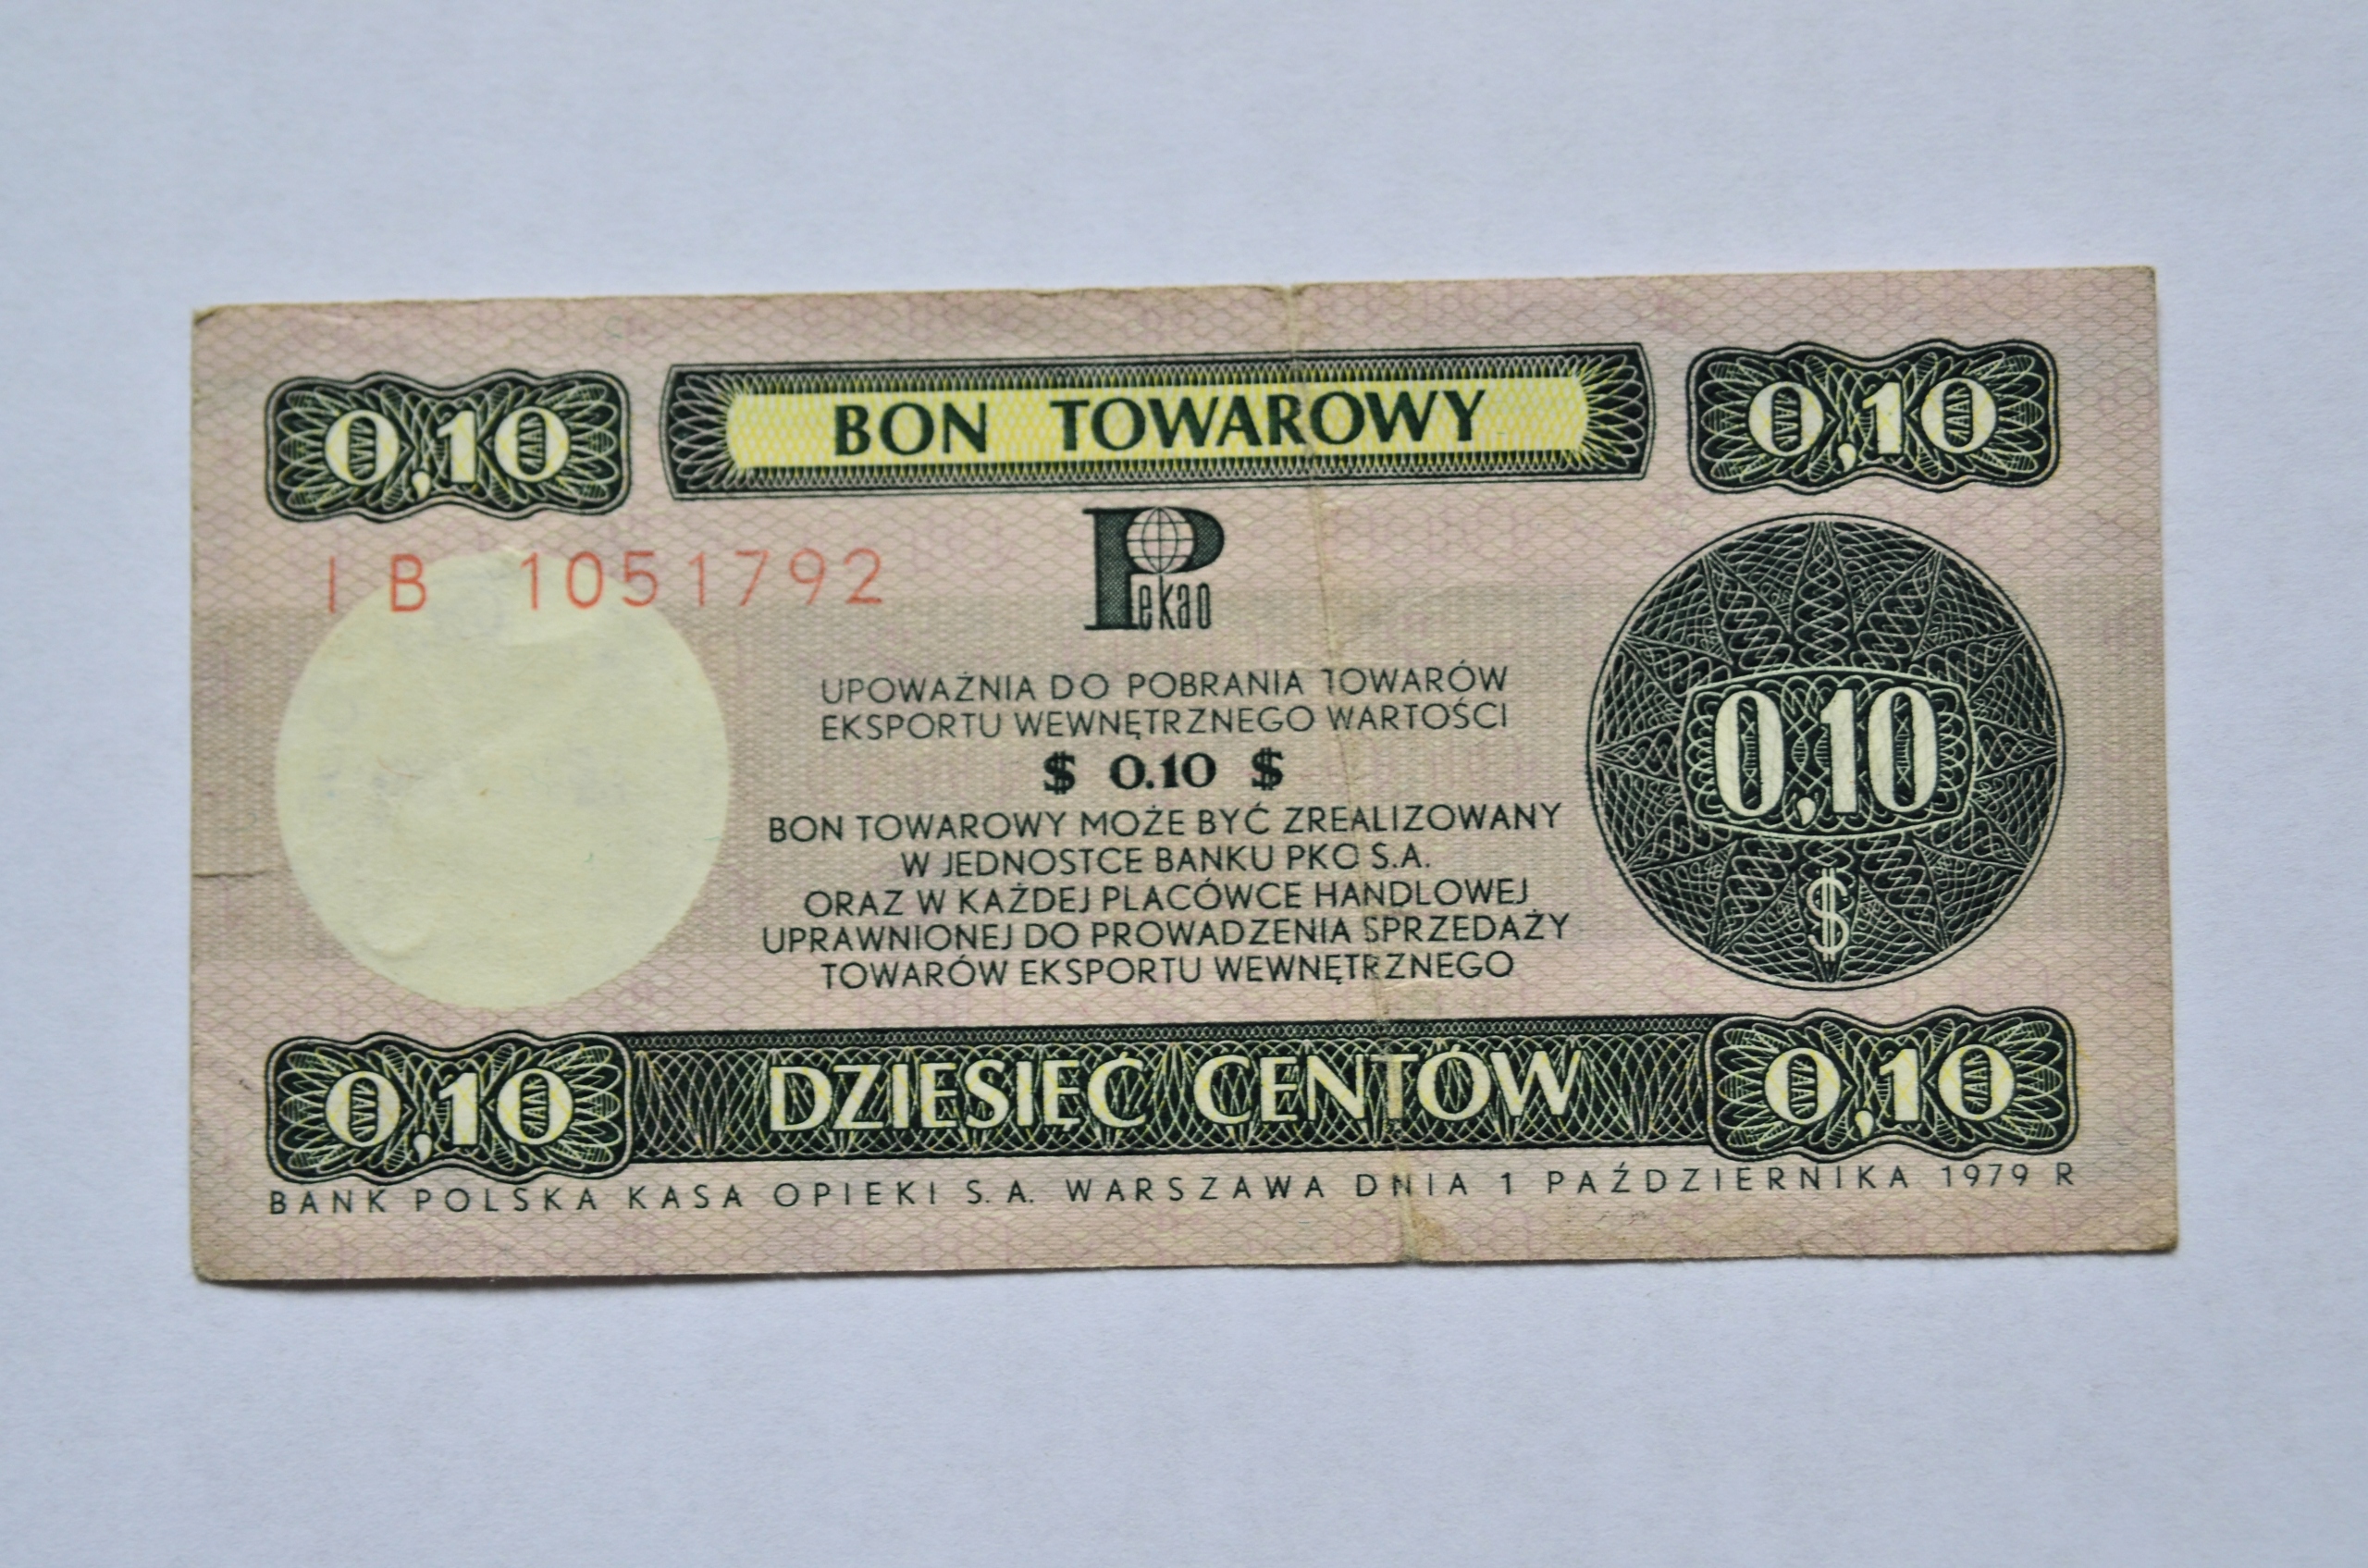 0,10 BON TOWAROWY 0,10
I B 1051792
Pekao
UPOWAŻNIA DO POBRANIA TOWARÓW
EKSPORTU WEWNĘTRZNEGO WARTOŚCI
$ 0.10 $
BON TOWAROWY MOŻE BYĆ ZREALIZOWANY
W JEDNOSTCE BANKU PKO S.A.
ORAZ W KAŻDEJ PLACÓWCE HANDLOWEJ
UPRAWNIONEJ DO PROWADZENIA SPRZEDAŻY
TOWARÓW EKSPORTU WEWNĘTRZNEGO
0,10
$
0,10 DZIESIĘĆ CENTÓW 0,10
BANK POLSKA KASA OPIEKI S.A. WARSZAWA DNIA 1 PAŹDZIERNIKA 1979 R